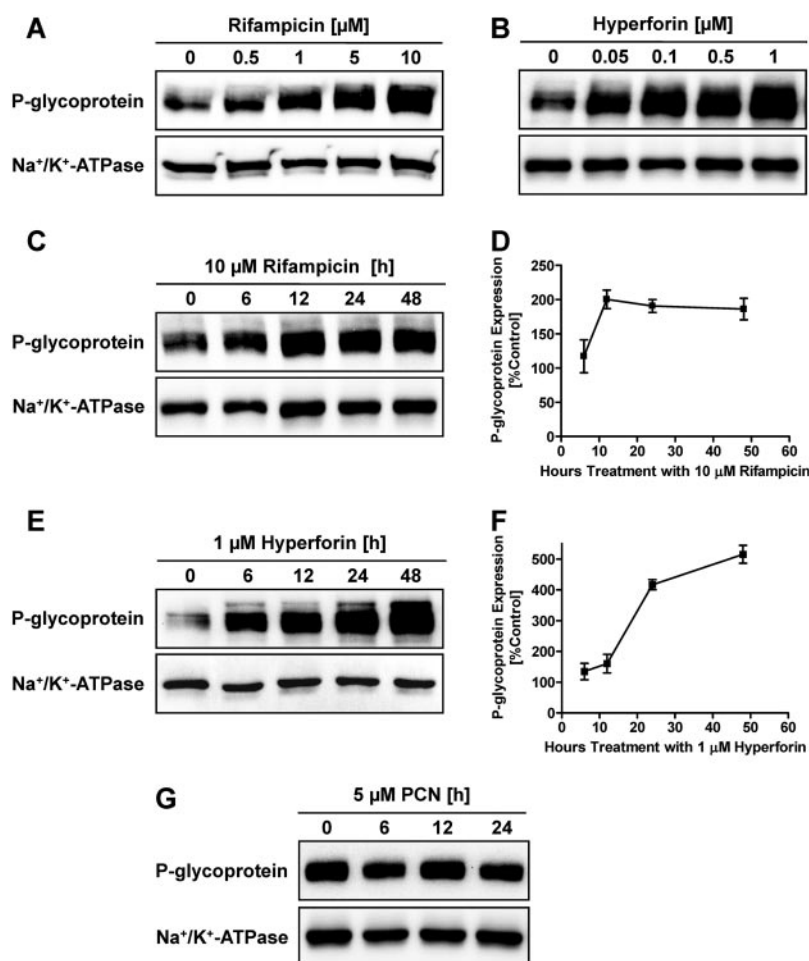 A
Rifampicin [µM]
0 0.5 1 5 10
P-glycoprotein
Na⁺/K⁺-ATPase
B
Hyperforin [µM]
0 0.05 0.1 0.5 1
C
10 µM Rifampicin [h]
0 6 12 24 48
P-glycoprotein
Na⁺/K⁺-ATPase
D
P-glycoprotein Expression
[%Control]
250
200
150
100
50
0
0 10 20 30 40 50 60
Hours Treatment with 10 µM Rifampicin
E
1 µM Hyperforin [h]
0 6 12 24 48
P-glycoprotein
Na⁺/K⁺-ATPase
F
P-glycoprotein Expression
[%Control]
500
400
300
200
100
0
0 10 20 30 40 50 60
Hours Treatment with 1 µM Hyperforin
G
5 µM PCN [h]
0 6 12 24
P-glycoprotein
Na⁺/K⁺-ATPase